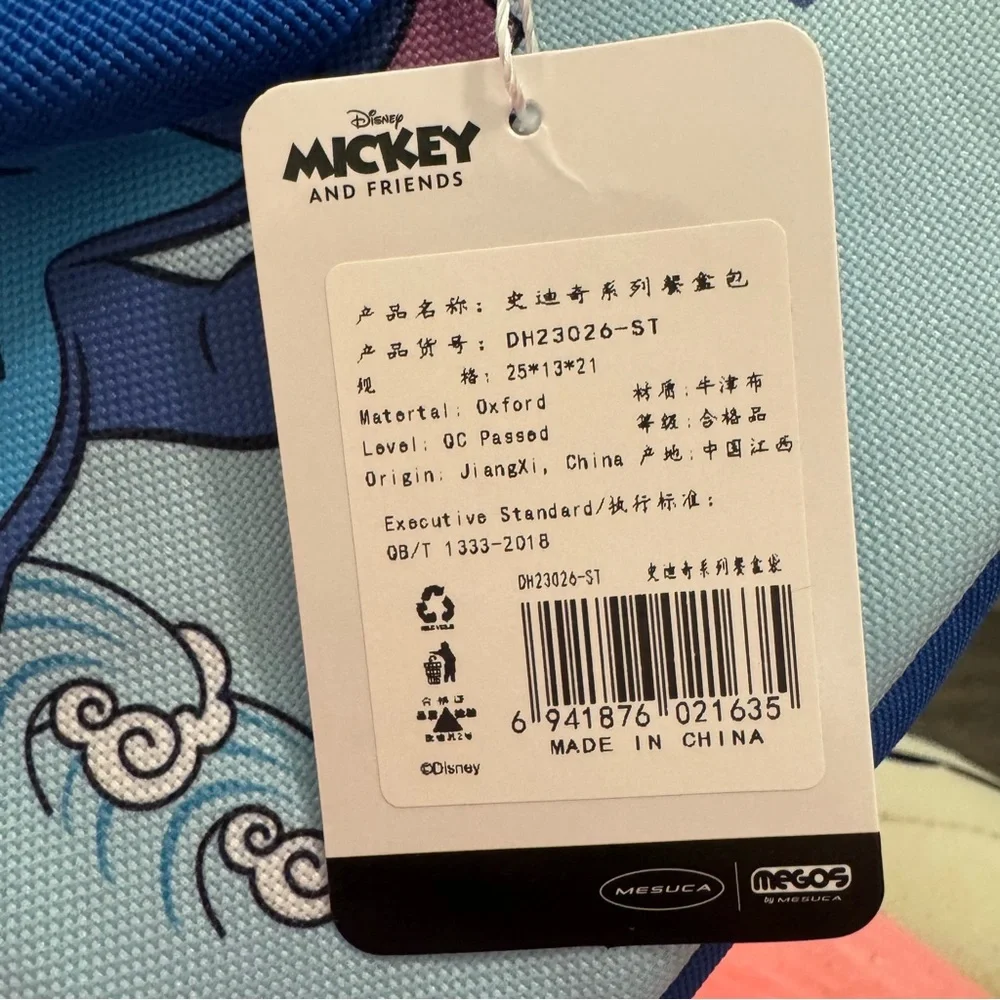 Disney
MICKEY
AND FRIENDS
产品名称：史迪奇系列餐盒包
产品货号：DH23026-ST
规 格：25*13*21
Matertal: Oxford 材质：牛津布
Level: QC Passed 等级：合格品
Origin: JiangXi, China 产地：中国江西
Executive Standard/执行标准：
QB/T 1333-2018
DH23026-ST 史迪奇系列餐盒袋
6 941876 021635
MADE IN CHINA
合格证
©Disney
MESUCA
MEGOS
by MESUCA